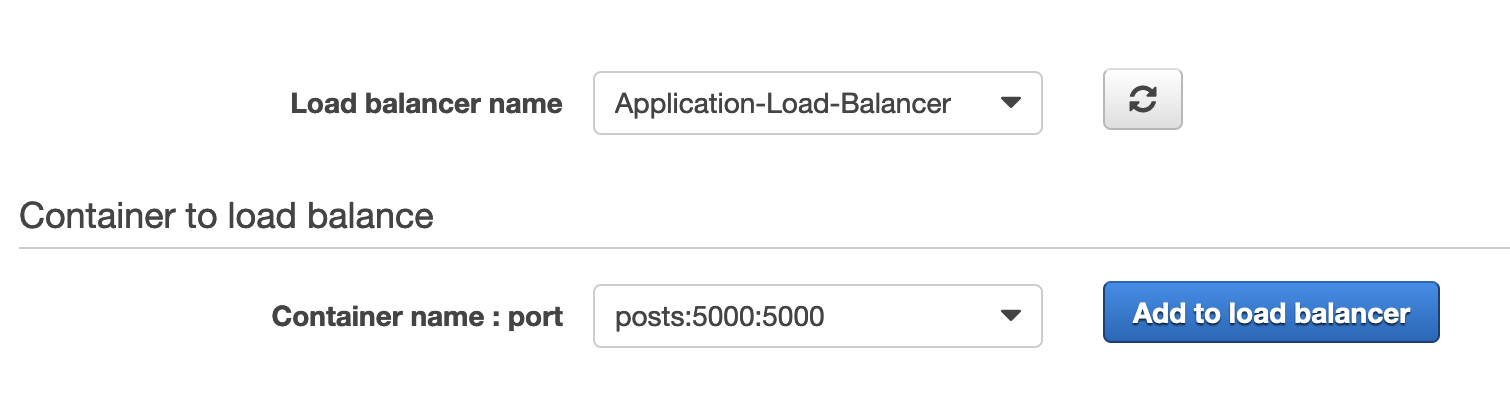 Load balancer name Application-Load-Balancer
Container to load balance
Container name : port posts:5000:5000 Add to load balancer